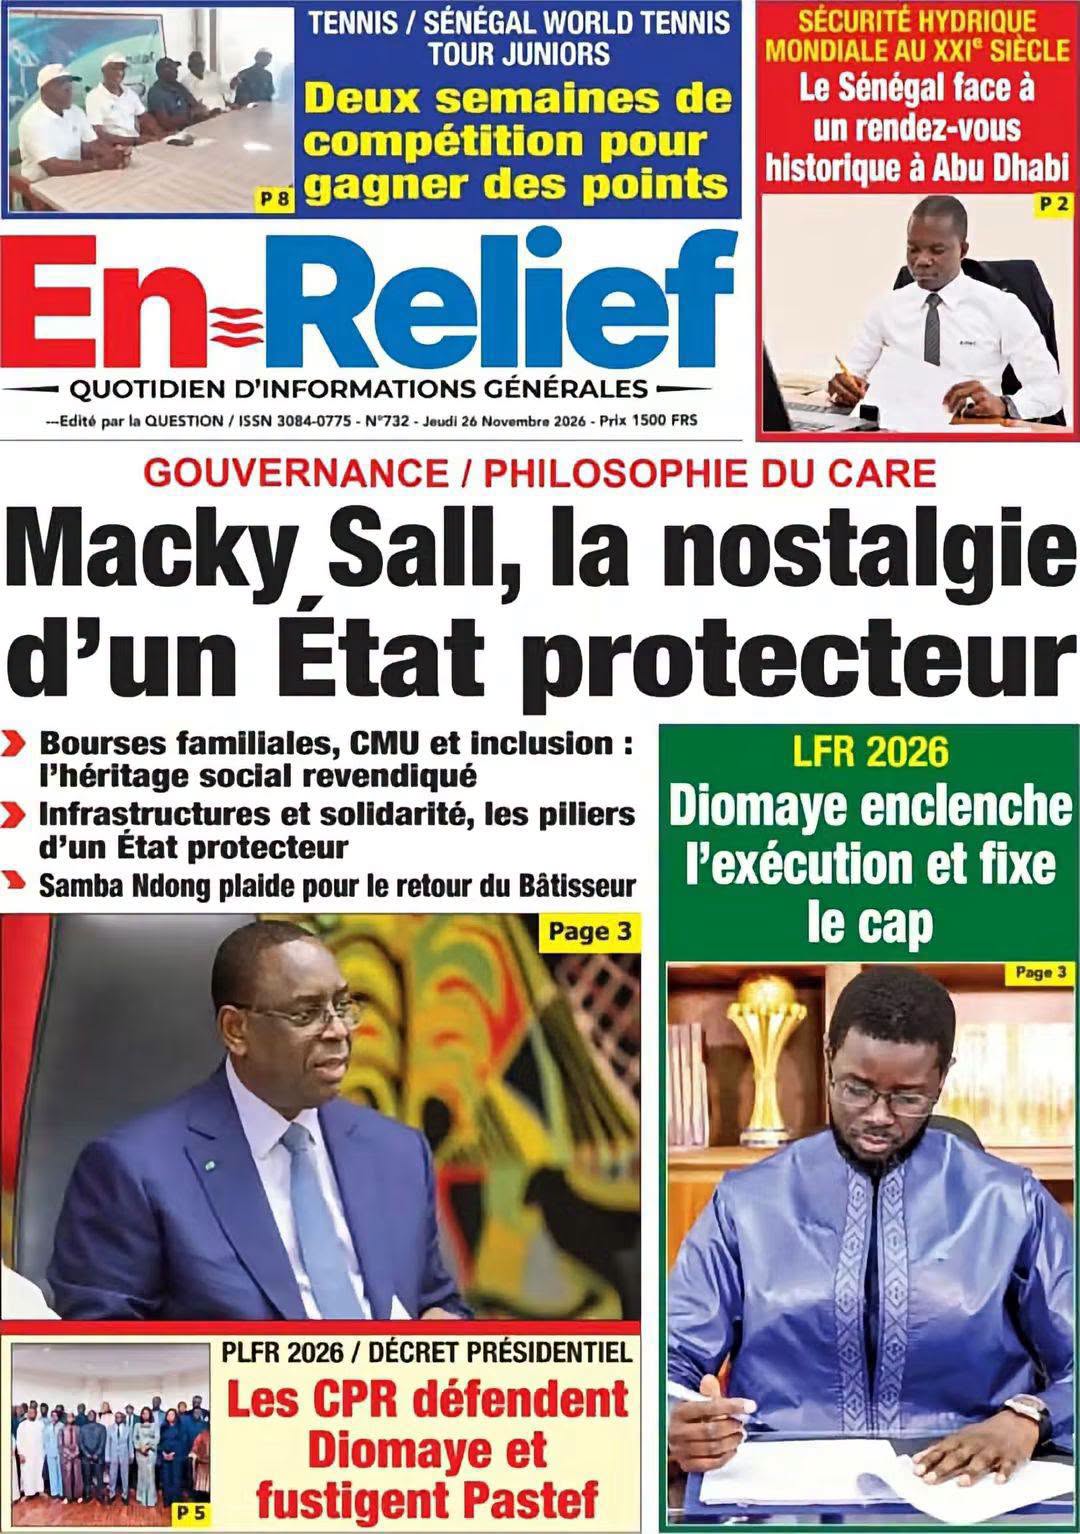 TENNIS / SÉNÉGAL WORLD TENNIS
TOUR JUNIORS
Deux semaines de
compétition pour
gagner des points
P 8
SÉCURITÉ HYDRIQUE
MONDIALE AU XXIe SIÈCLE
Le Sénégal face à
un rendez-vous
historique à Abu Dhabi
P 2
En Relief
QUOTIDIEN D'INFORMATIONS GÉNÉRALES
---Edité par la QUESTION / ISSN 3084-0775 - N°732 - Jeudi 26 Novembre 2026 - Prix 1500 FRS
GOUVERNANCE / PHILOSOPHIE DU CARE
Macky Sall, la nostalgie
d'un État protecteur
Bourses familiales, CMU et inclusion :
l'héritage social revendiqué
Infrastructures et solidarité, les piliers
d'un État protecteur
Samba Ndong plaide pour le retour du Bâtisseur
Page 3
LFR 2026
Diomaye enclenche
l'exécution et fixe
le cap
Page 3
PLFR 2026 / DÉCRET PRÉSIDENTIEL
Les CPR défendent
Diomaye et
fustigent Pastef
P 5